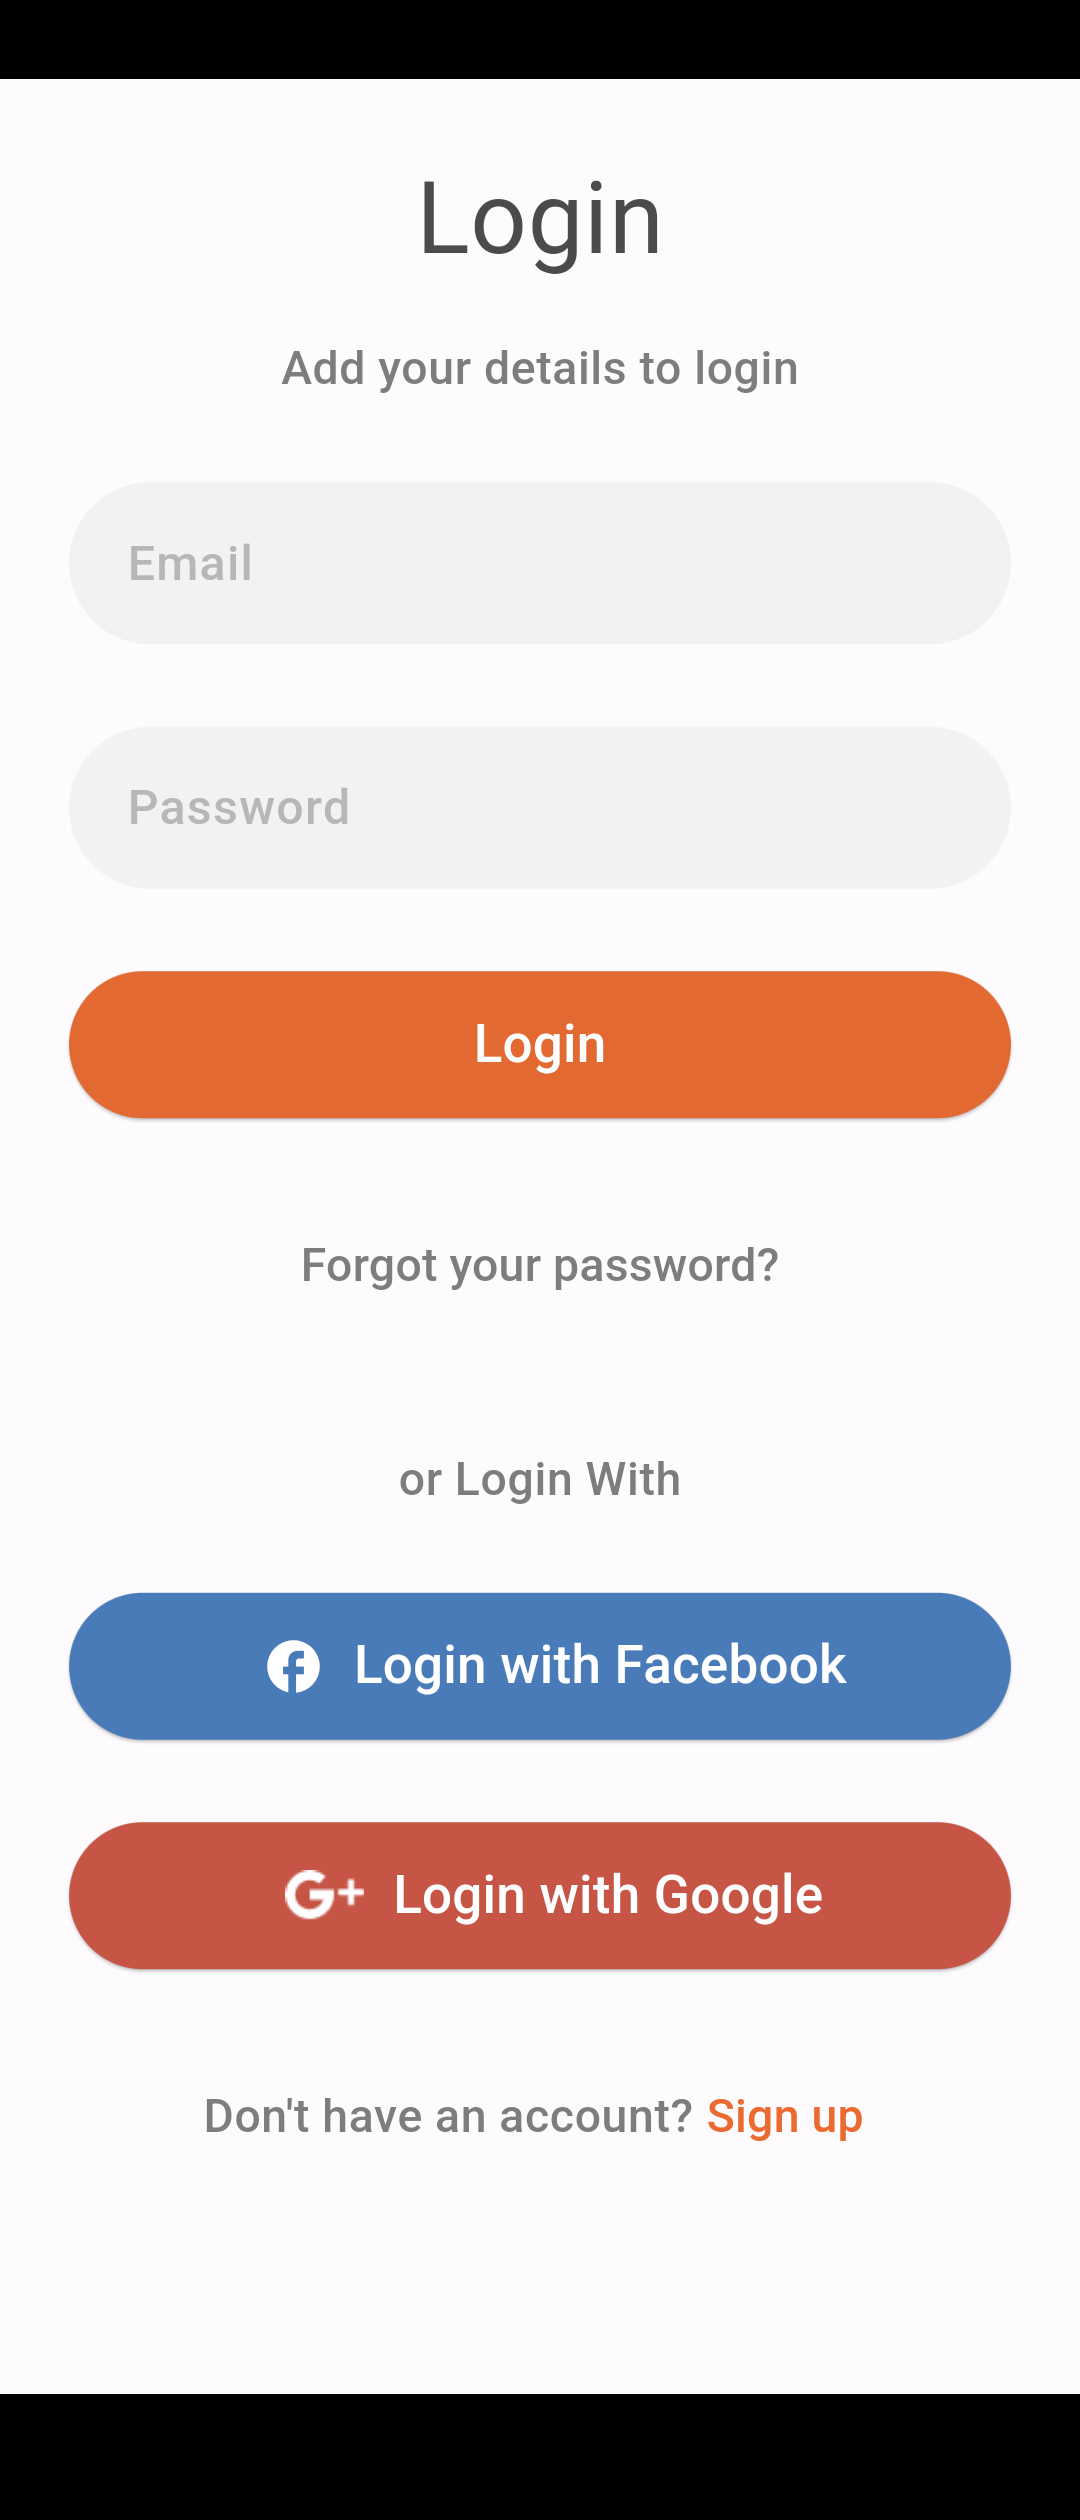 Login
Add your details to login
Email
Password
Login
Forgot your password?
or Login With
Login with Facebook
G+ Login with Google
Don't have an account? Sign up